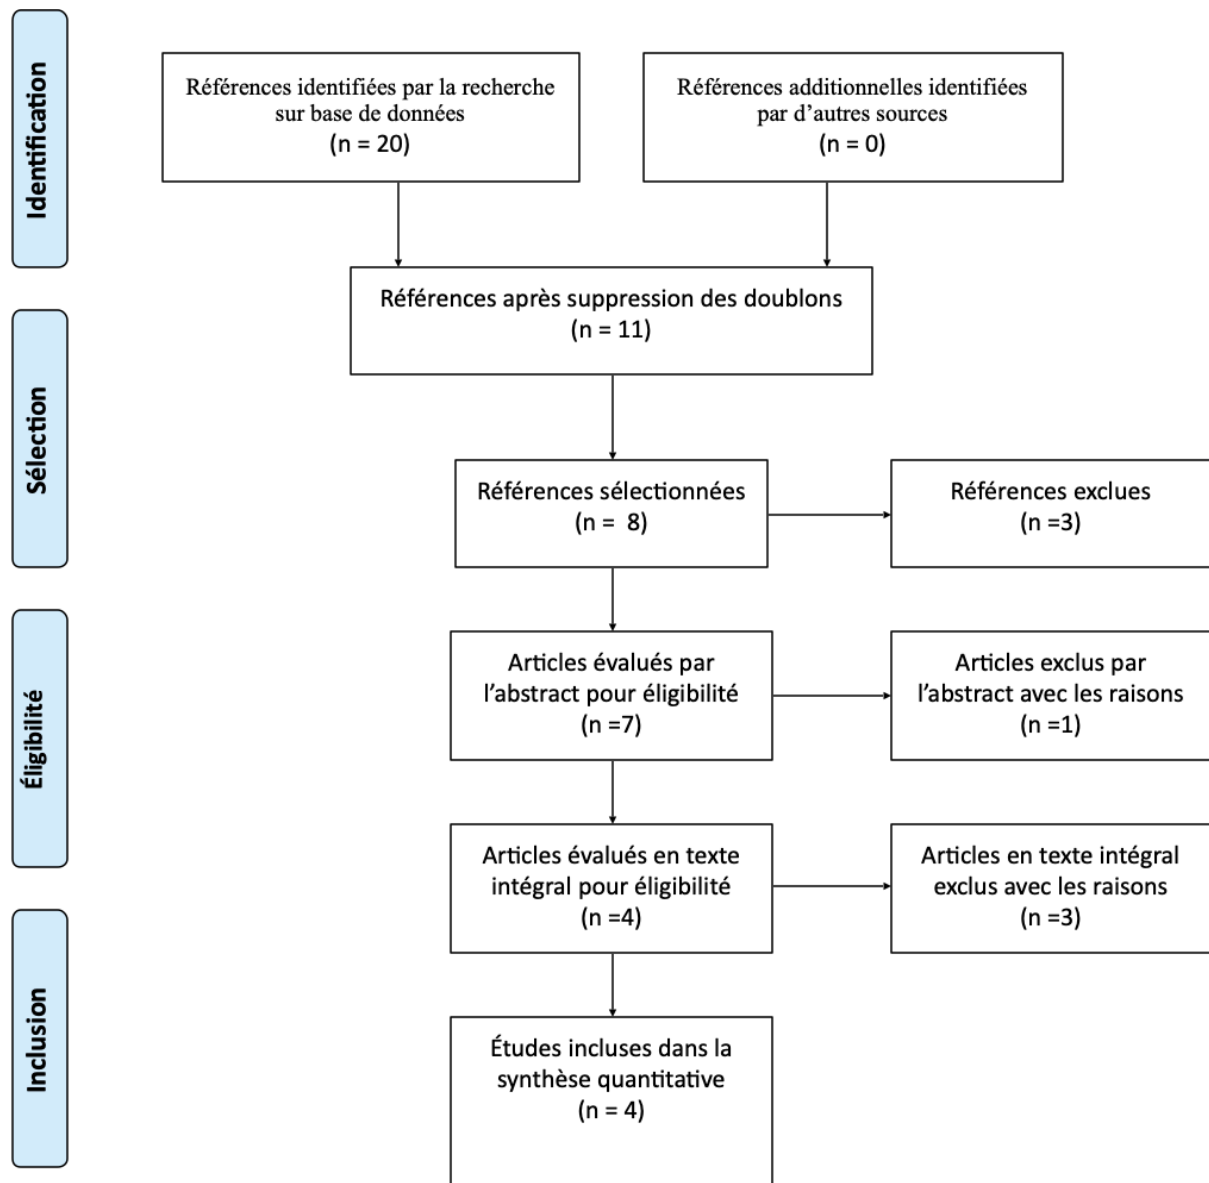 Identification
Références identifiées par la recherche
sur base de données
(n = 20)
Références additionnelles identifiées
par d’autres sources
(n = 0)
Références après suppression des doublons
(n = 11)
Sélection
Références sélectionnées
(n =  8)
Références exclues
(n =3)
Éligibilité
Articles évalués par
l’abstract pour éligibilité
(n =7)
Articles exclus par
l’abstract avec les raisons
(n =1)
Articles évalués en texte
intégral pour éligibilité
(n =4)
Articles en texte intégral
exclus avec les raisons
(n =3)
Inclusion
Études incluses dans la
synthèse quantitative
(n = 4)